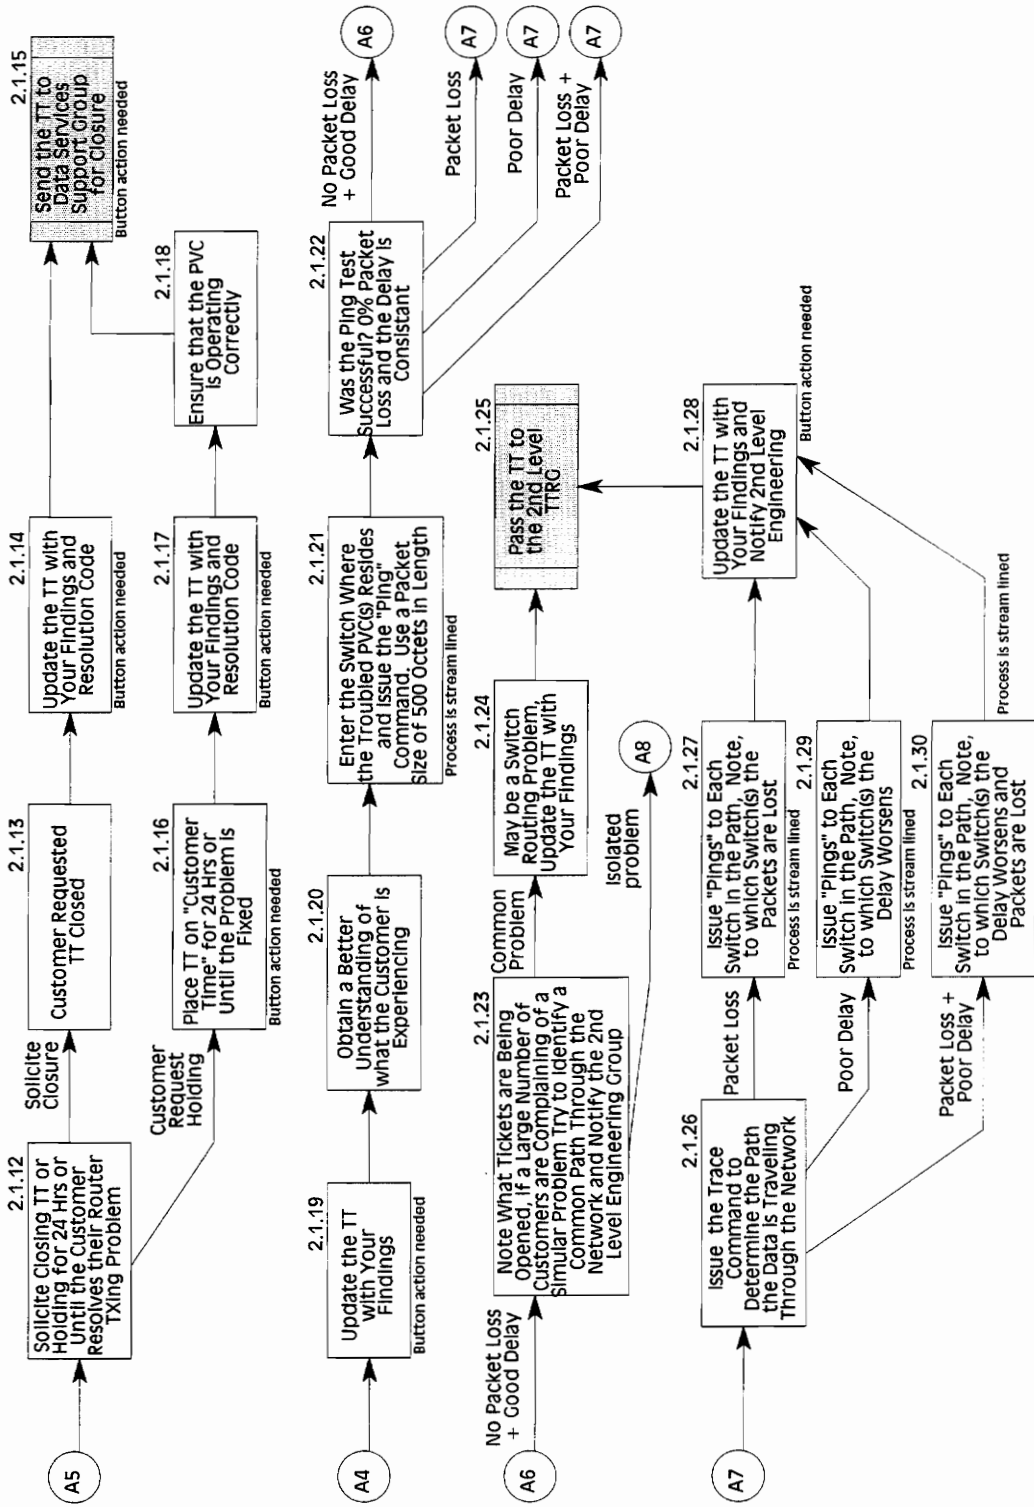 A5
2.1.12
Solicite Closing TT or
Holding for 24 Hrs or
Until the Customer
Resolves their Router
TXing Problem
Solicite
Closure
2.1.13
Customer Requested
TT Closed
2.1.14
Update the TT with
Your Findings and
Resolution Code
Button action needed
2.1.15
Send the TT to
Data Services
Support Group
for Closure
Button action needed
Customer
Request
Holding
2.1.16
Place TT on "Customer
Time" for 24 Hrs or
Until the Problem is
Fixed
Button action needed
2.1.17
Update the TT with
Your Findings and
Resolution Code
Button action needed
2.1.18
Ensure that the PVC
is Operating
Correctly
A4
2.1.19
Update the TT
with Your
Findings
Button action needed
2.1.20
Obtain a Better
Understanding of
what the Customer is
Experiencing
2.1.21
Enter the Switch Where
the Troubled PVC(s) Resides
and issue the "Ping"
Command. Use a Packet
Size of 500 Octets in Length
Process is stream lined
2.1.22
Was the Ping Test
Successful? 0% Packet
Loss and the Delay is
Consistant
No Packet Loss
+ Good Delay
A6
Packet Loss
A7
Poor Delay
A7
Packet Loss +
Poor Delay
A7
A6
No Packet Loss
+ Good Delay
2.1.23
Note What Tickets are Being
Opened, if a Large Number of
Customers are Complaining of a
Simular Problem Try to Identify a
Common Path Through the
Network and Notify the 2nd
Level Engineering Group
Common
Problem
2.1.24
May be a Switch
Routing Problem,
Update the TT with
Your Findings
2.1.25
Pass the TT to
the 2nd Level
TTRG
Isolated
problem
A8
A7
2.1.26
Issue the Trace
Command to
Determine the Path
the Data is Traveling
Through the Network
Packet Loss
2.1.27
Issue "Pings" to Each
Switch in the Path, Note,
to which Switch(s) the
Packets are Lost
Process is stream lined
2.1.28
Update the TT with
Your Findings and
Notify 2nd Level
Engineering
Button action needed
Poor Delay
2.1.29
Issue "Pings" to Each
Switch in the Path, Note,
to which Switch(s) the
Delay Worsens
Process is stream lined
Packet Loss +
Poor Delay
2.1.30
Issue "Pings" to Each
Switch in the Path, Note,
to which Switch(s) the
Delay Worsens and
Packets are Lost
Process is stream lined